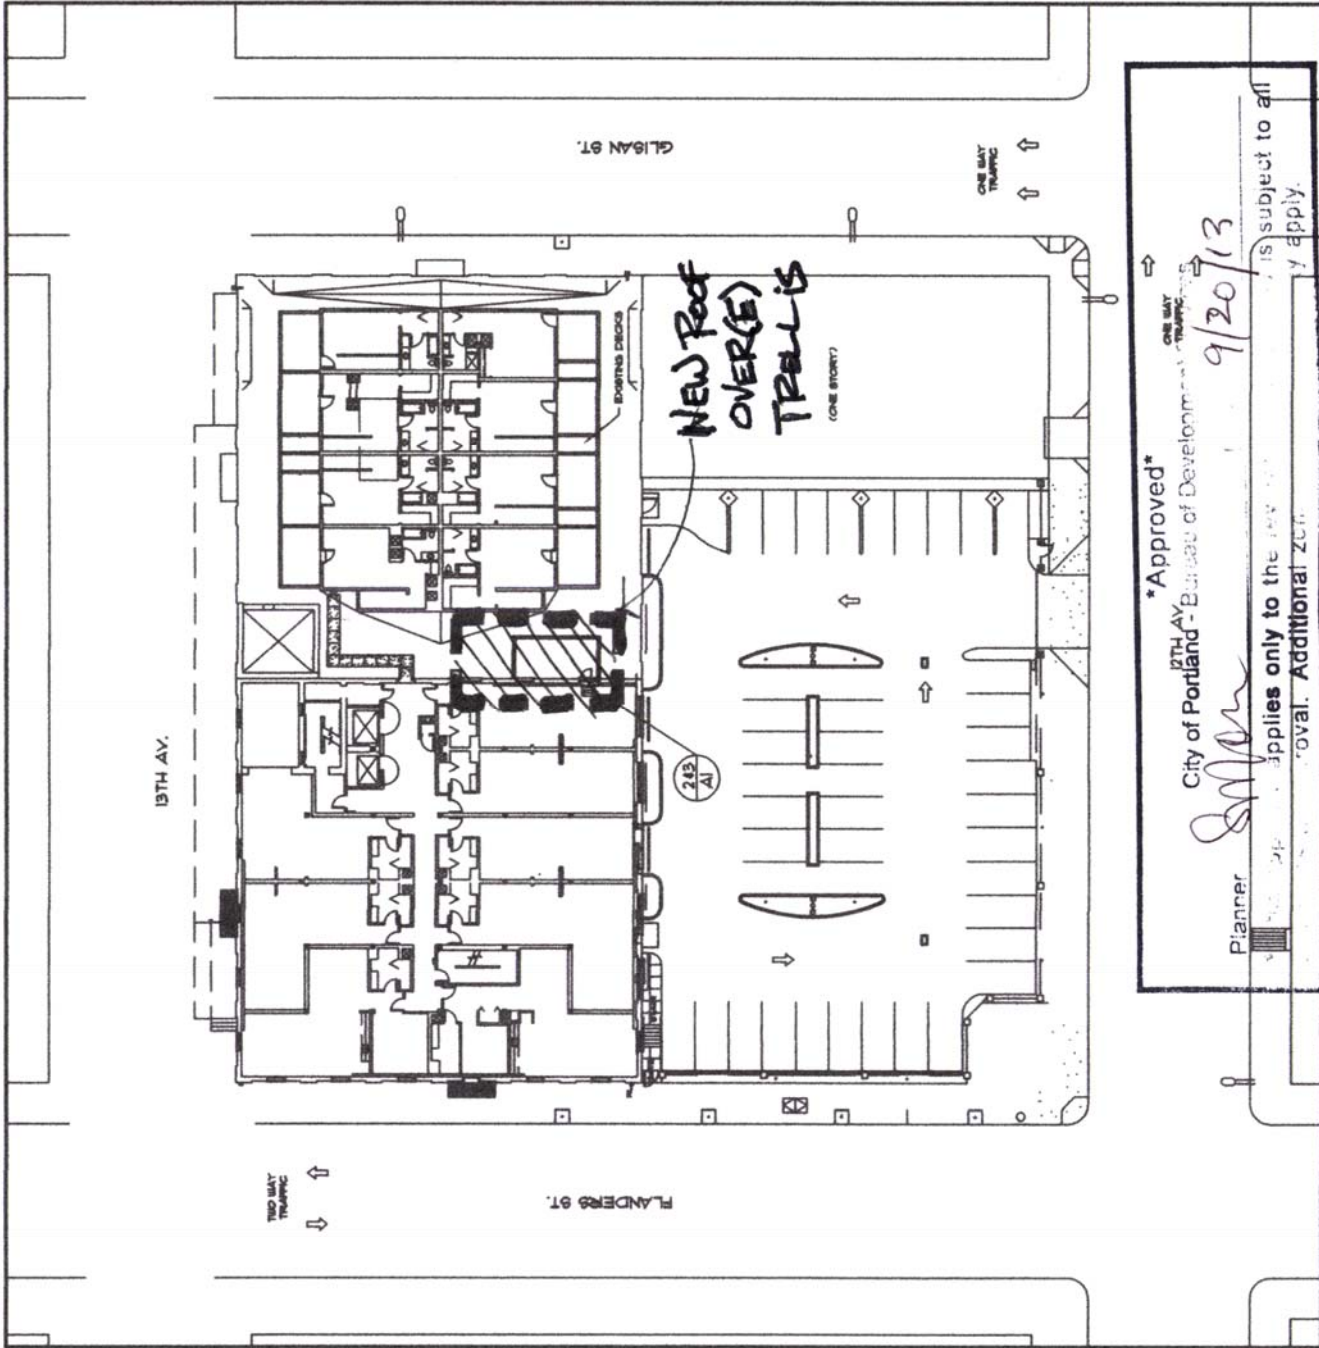 GLISAN ST.
ONE WAY
TRAFFIC
13TH AV.
EXISTING DECKS
NEW ROOF
OVER(E)
TRELLIS
(ONE STORY)
243
A1
TWO WAY
TRAFFIC
FLANDERS ST.
12TH AV.
ONE WAY
TRAFFIC
*Approved*
City of Portland - Bureau of Development
Planner
9/20/13
applies only to the
is subject to all
roval. Additional
y apply.